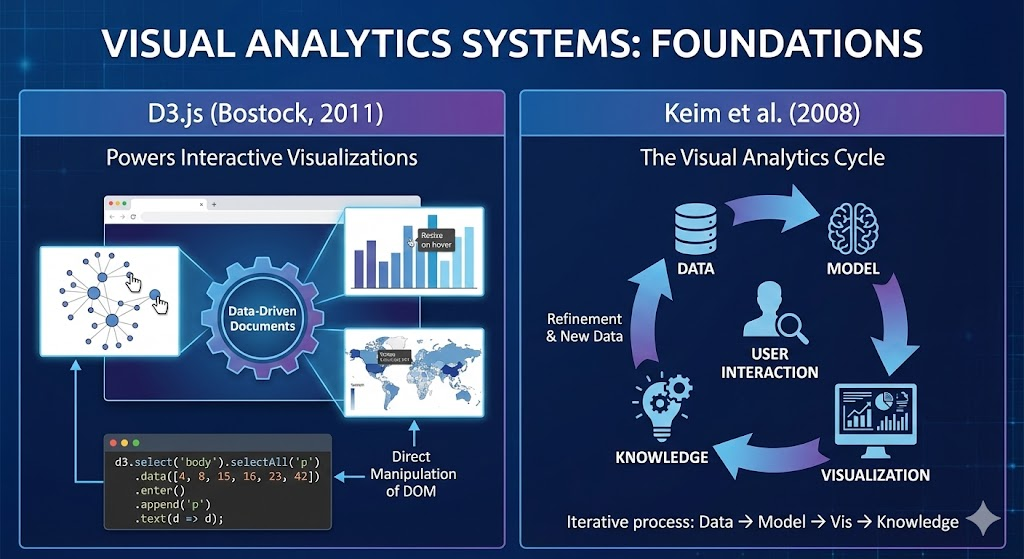 VISUAL ANALYTICS SYSTEMS: FOUNDATIONS
D3.js (Bostock, 2011)
Powers Interactive Visualizations
Resize
on hover
Data-Driven
Documents
d3.select('body').selectAll('p')
.data([4, 8, 15, 16, 23, 42])
.enter()
.append('p')
.text(d => d);
Direct
Manipulation
of DOM
Keim et al. (2008)
The Visual Analytics Cycle
DATA
MODEL
Refinement
& New Data
USER
INTERACTION
KNOWLEDGE
VISUALIZATION
Iterative process: Data → Model → Vis → Knowledge